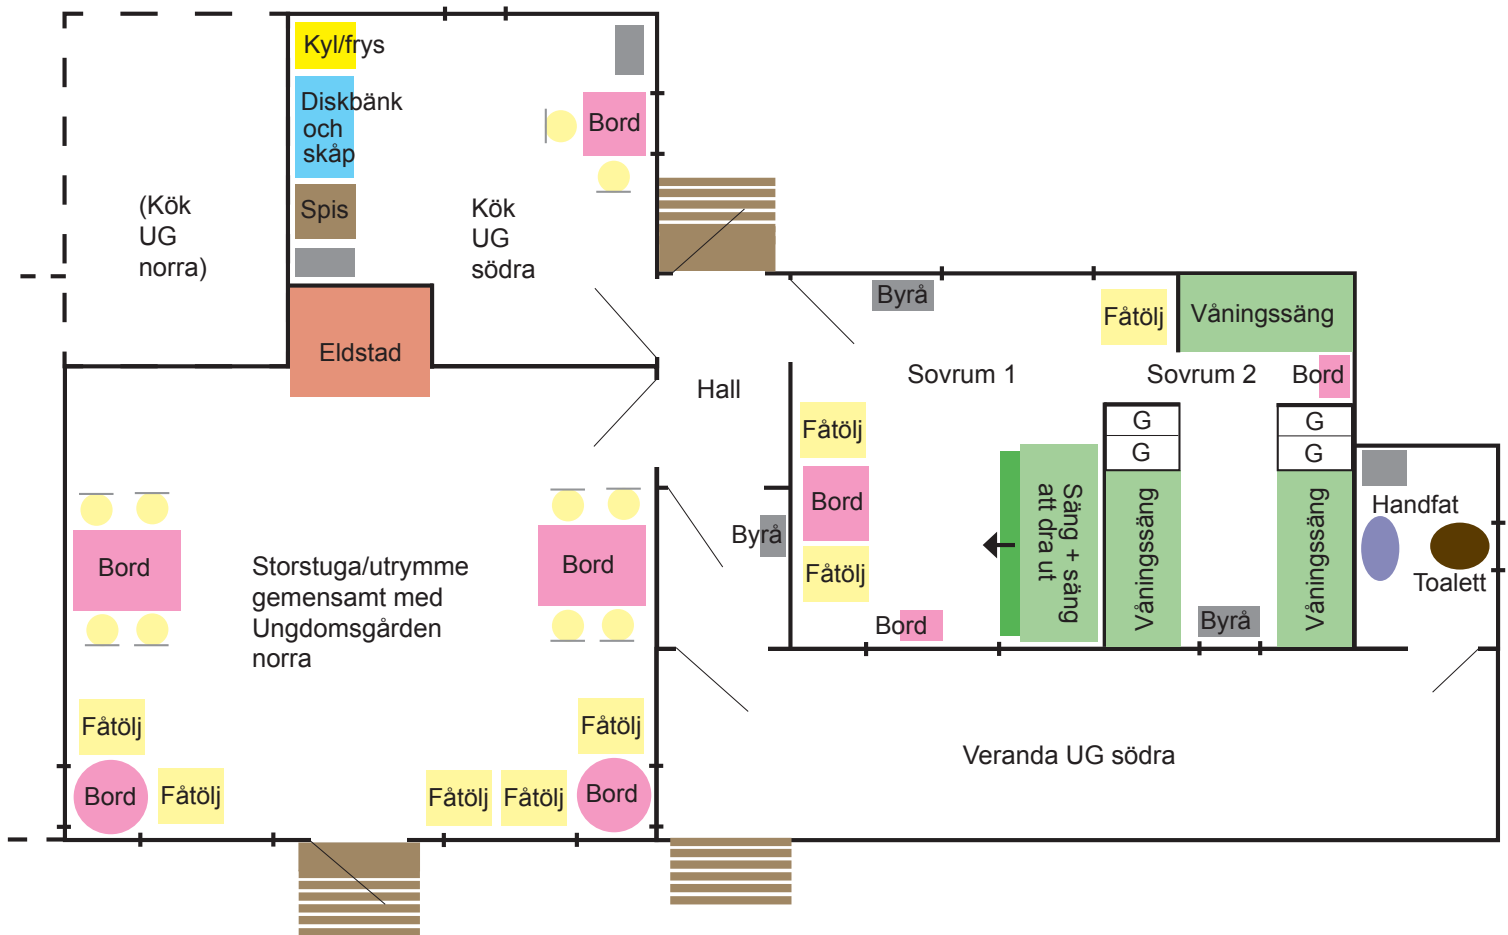 Kyl/frys
Diskbänk
och
skåp
Spis
(Kök
UG
norra)
Kök
UG
södra
Bord
Eldstad
Hall
Byrå
Fåtölj
Våningssäng
Sovrum 1
Sovrum 2
Bord
Fåtölj
Bord
Fåtölj
Byrå
Bord
Säng + säng
att dra ut
G
G
G
G
Våningssäng
Våningssäng
Byrå
Handfat
Toalett
Bord
Storstuga/utrymme
gemensamt med
Ungdomsgården
norra
Bord
Fåtölj
Bord
Fåtölj
Fåtölj
Fåtölj
Fåtölj
Bord
Veranda UG södra